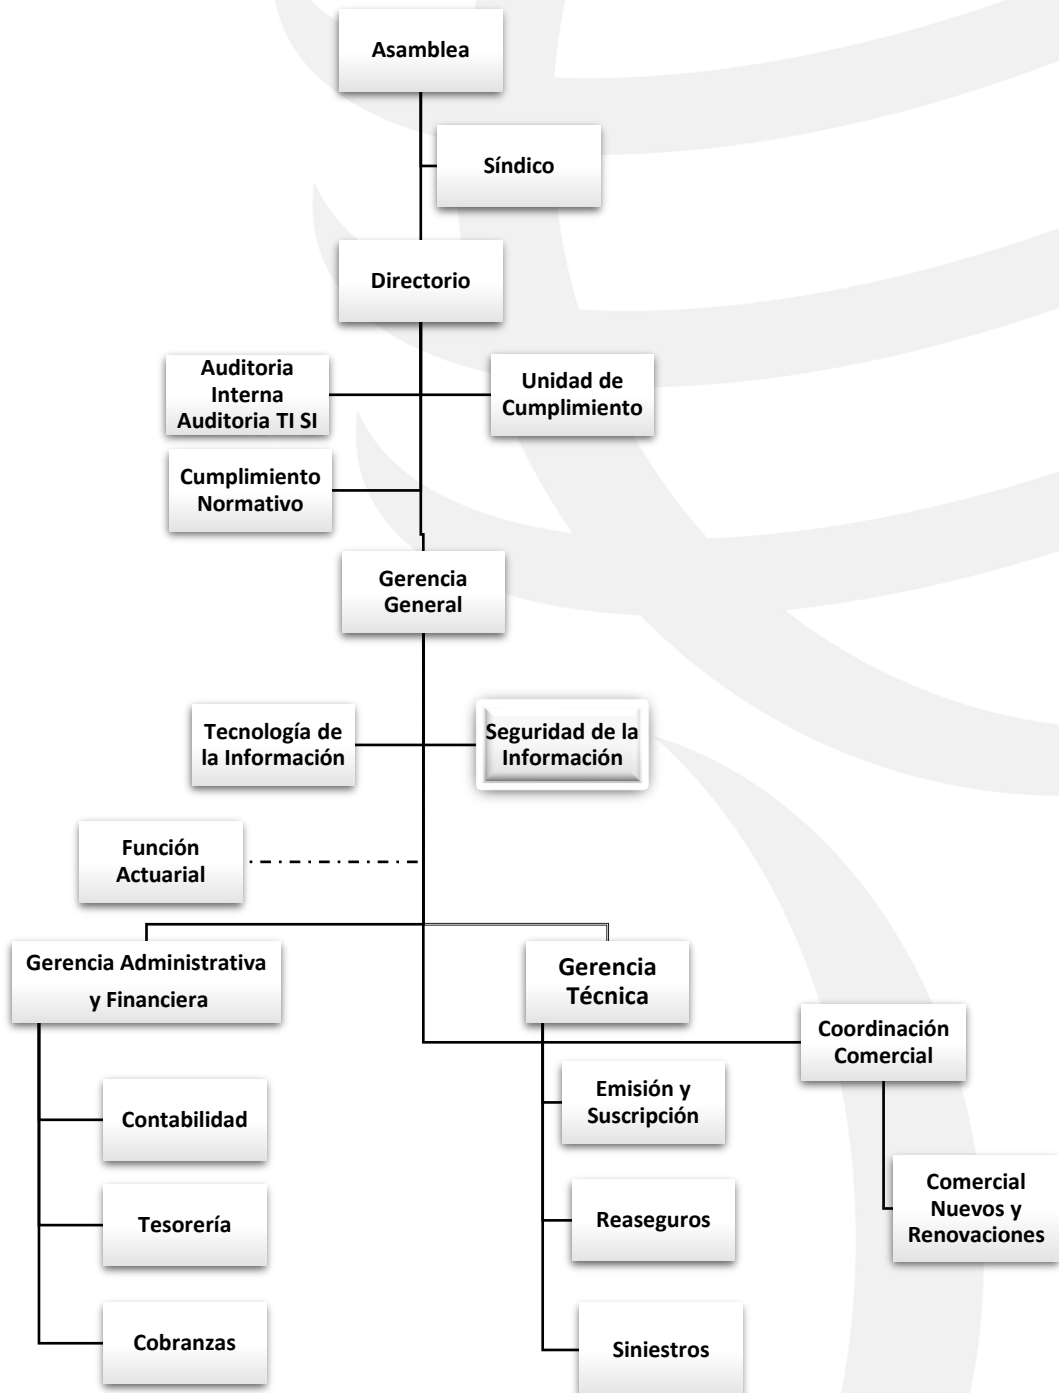 Asamblea
Síndico
Directorio
Auditoria
Interna
Auditoria TI SI
Unidad de
Cumplimiento
Cumplimiento
Normativo
Gerencia
General
Tecnología de
la Información
Seguridad de la
Información
Función
Actuarial
Gerencia Administrativa
y Financiera
Gerencia
Técnica
Coordinación
Comercial
Contabilidad
Emisión y
Suscripción
Tesorería
Reaseguros
Comercial
Nuevos y
Renovaciones
Cobranzas
Siniestros